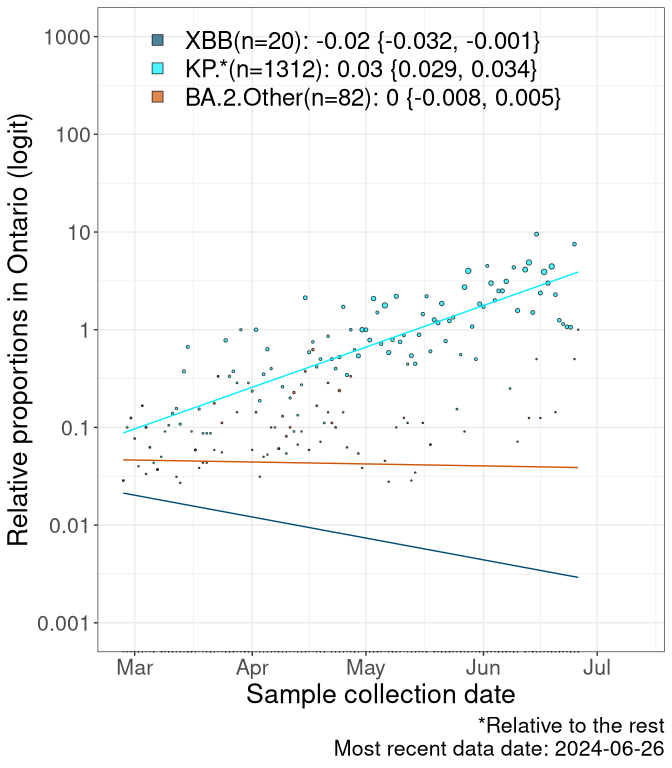 XBB(n=20): -0.02 {-0.032, -0.001}
KP.*(n=1312): 0.03 {0.029, 0.034}
BA.2.Other(n=82): 0 {-0.008, 0.005}
Relative proportions in Ontario (logit)
1000
100
10
1
0.1
0.01
0.001
Mar Apr May Jun Jul
Sample collection date
*Relative to the rest
Most recent data date: 2024-06-26